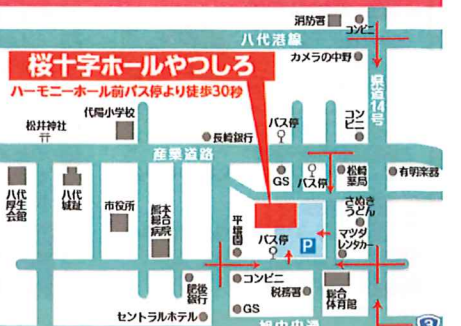 消防署
コンビニ
八代港線
カメラの中野
桜十字ホールやつしろ
ハーモニーホール前バス停より徒歩30秒
県道14号
代陽小学校
松井神社
長崎銀行
バス停
コンビニ
産業道路
GS
バス停
松崎薬局
有明楽器
八代厚生会館
八代城趾
市役所
熊本総合病院
平壌園
さぬきうどん
マツダレンタカー
バス停
P
肥後銀行
コンビニ
税務署
総合体育館
GS
セントラルホテル
旭中央通
3